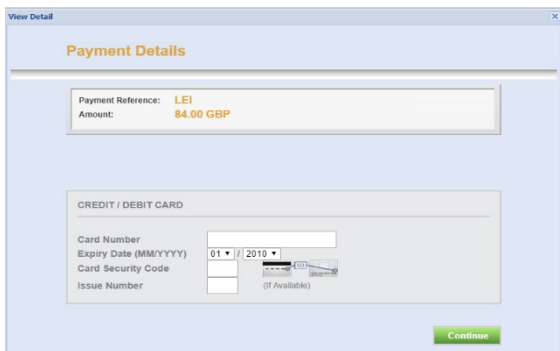 View Detail
Payment Details
Payment Reference: LEI
Amount: 84.00 GBP
CREDIT / DEBIT CARD
Card Number
Expiry Date (MM/YYYY) 01 / 2010
Card Security Code
Issue Number (If Available)
Continue